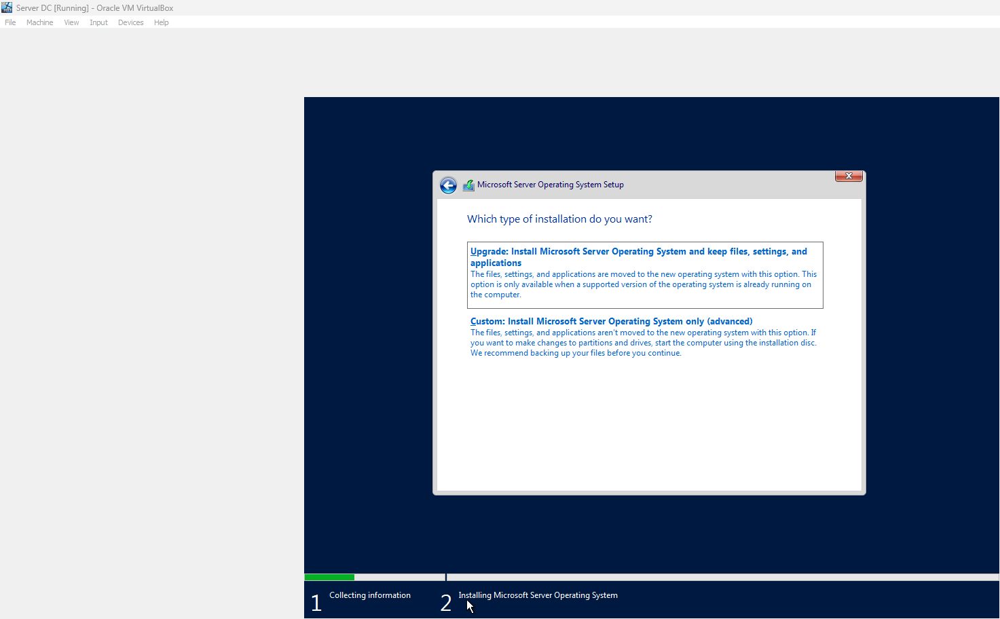 Server DC [Running] - Oracle VM VirtualBox
File Machine View Input Devices Help
Microsoft Server Operating System Setup
Which type of installation do you want?
Upgrade: Install Microsoft Server Operating System and keep files, settings, and
applications
The files, settings, and applications are moved to the new operating system with this option. This
option is only available when a supported version of the operating system is already running on
the computer.
Custom: Install Microsoft Server Operating System only (advanced)
The files, settings, and applications aren't moved to the new operating system with this option. If
you want to make changes to partitions and drives, start the computer using the installation disc.
We recommend backing up your files before you continue.
1 Collecting information 2 Installing Microsoft Server Operating System